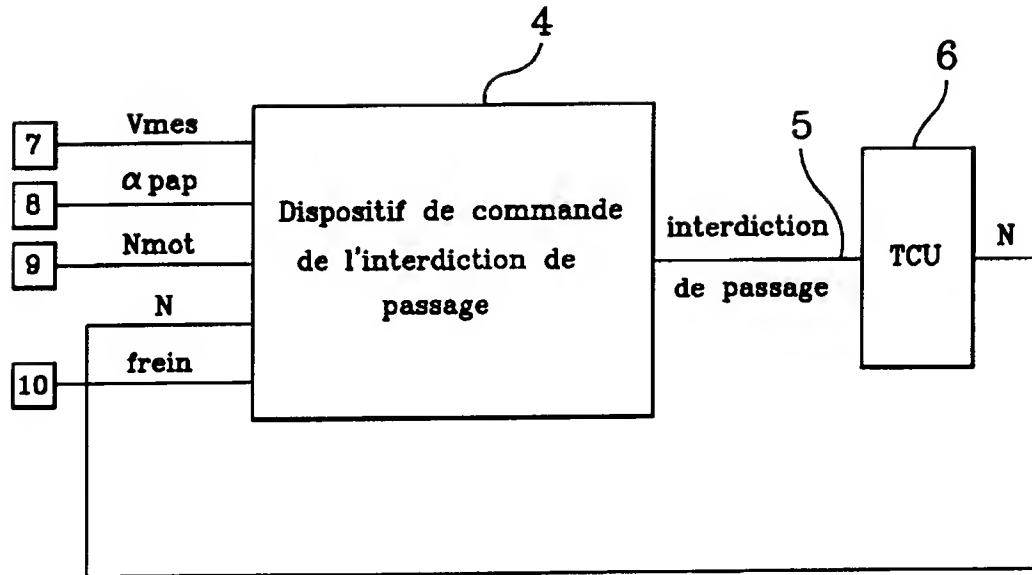 4
6
5
7
Vmes
8
α pap
9
Nmot
N
10
frein
Dispositif de commande
de l'interdiction de
passage
interdiction
de passage
TCU
N